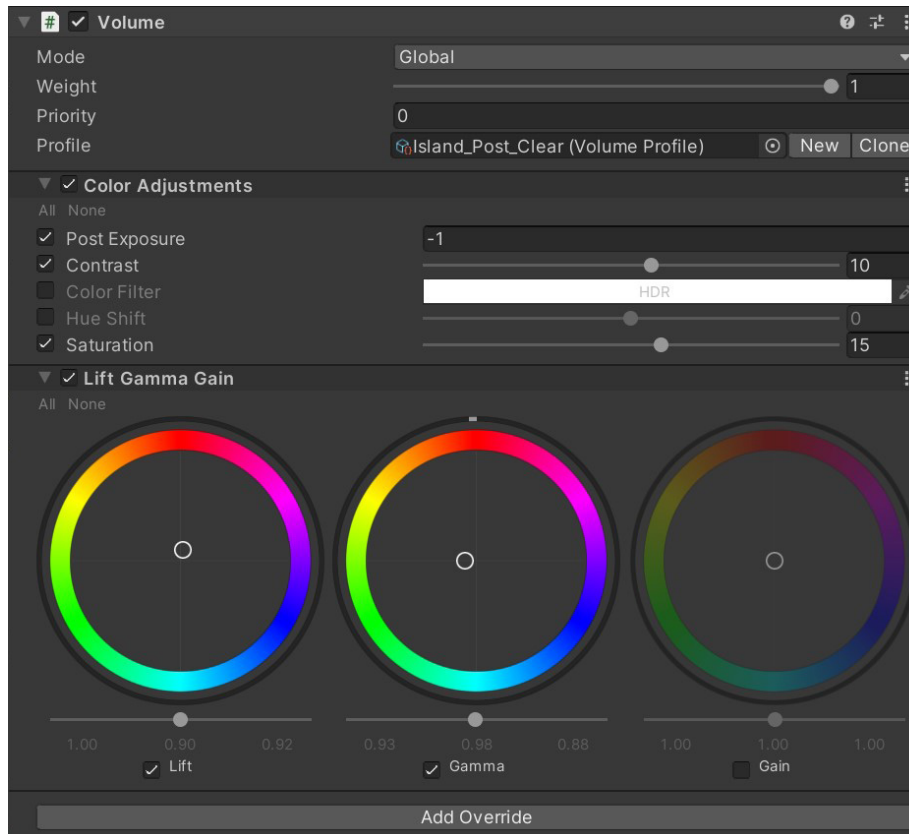 # Volume
Mode Global
Weight 1
Priority 0
Profile Island_Post_Clear (Volume Profile) New Clone
Color Adjustments
All None
Post Exposure -1
Contrast 10
Color Filter HDR
Hue Shift 0
Saturation 15
Lift Gamma Gain
All None
1.00 0.90 0.92 0.93 0.98 0.88 1.00 1.00 1.00
Lift Gamma Gain
Add Override